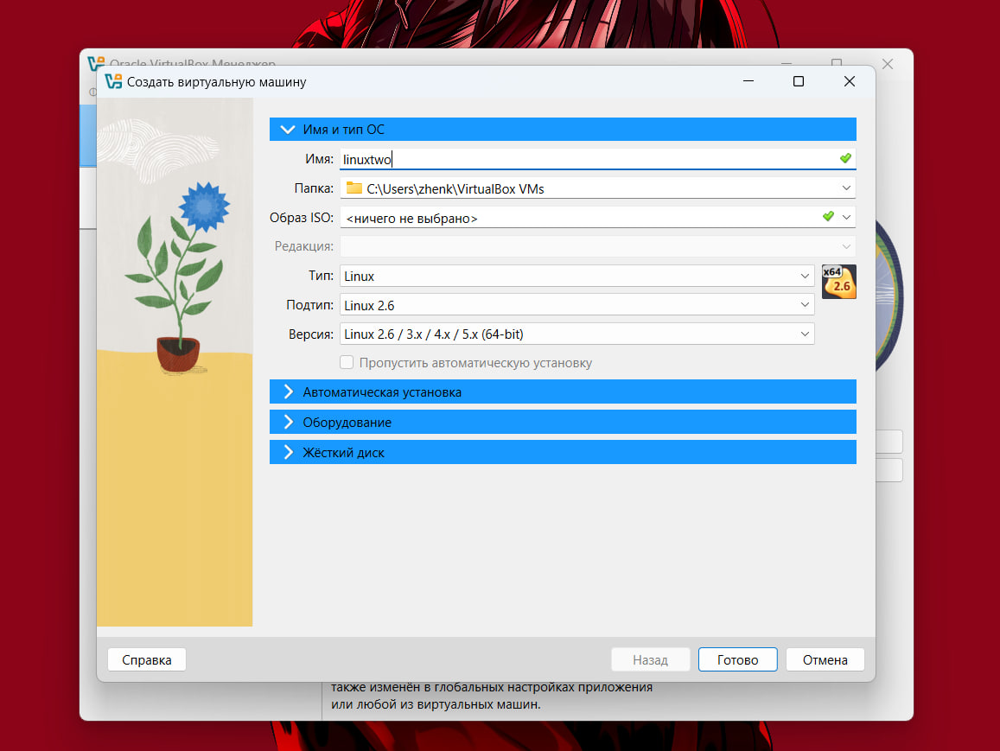 Oracle VirtualBox Менеджер
Создать виртуальную машину
Имя и тип ОС
Имя: linuxtwo
Папка: C:\Users\zhenk\VirtualBox VMs
Образ ISO: <ничего не выбрано>
Редакция:
Тип: Linux
x64
2.6
Подтип: Linux 2.6
Версия: Linux 2.6 / 3.x / 4.x / 5.x (64-bit)
Пропустить автоматическую установку
Автоматическая установка
Оборудование
Жёсткий диск
Справка
Назад
Готово
Отмена
также изменён в глобальных настройках приложения
или любой из виртуальных машин.